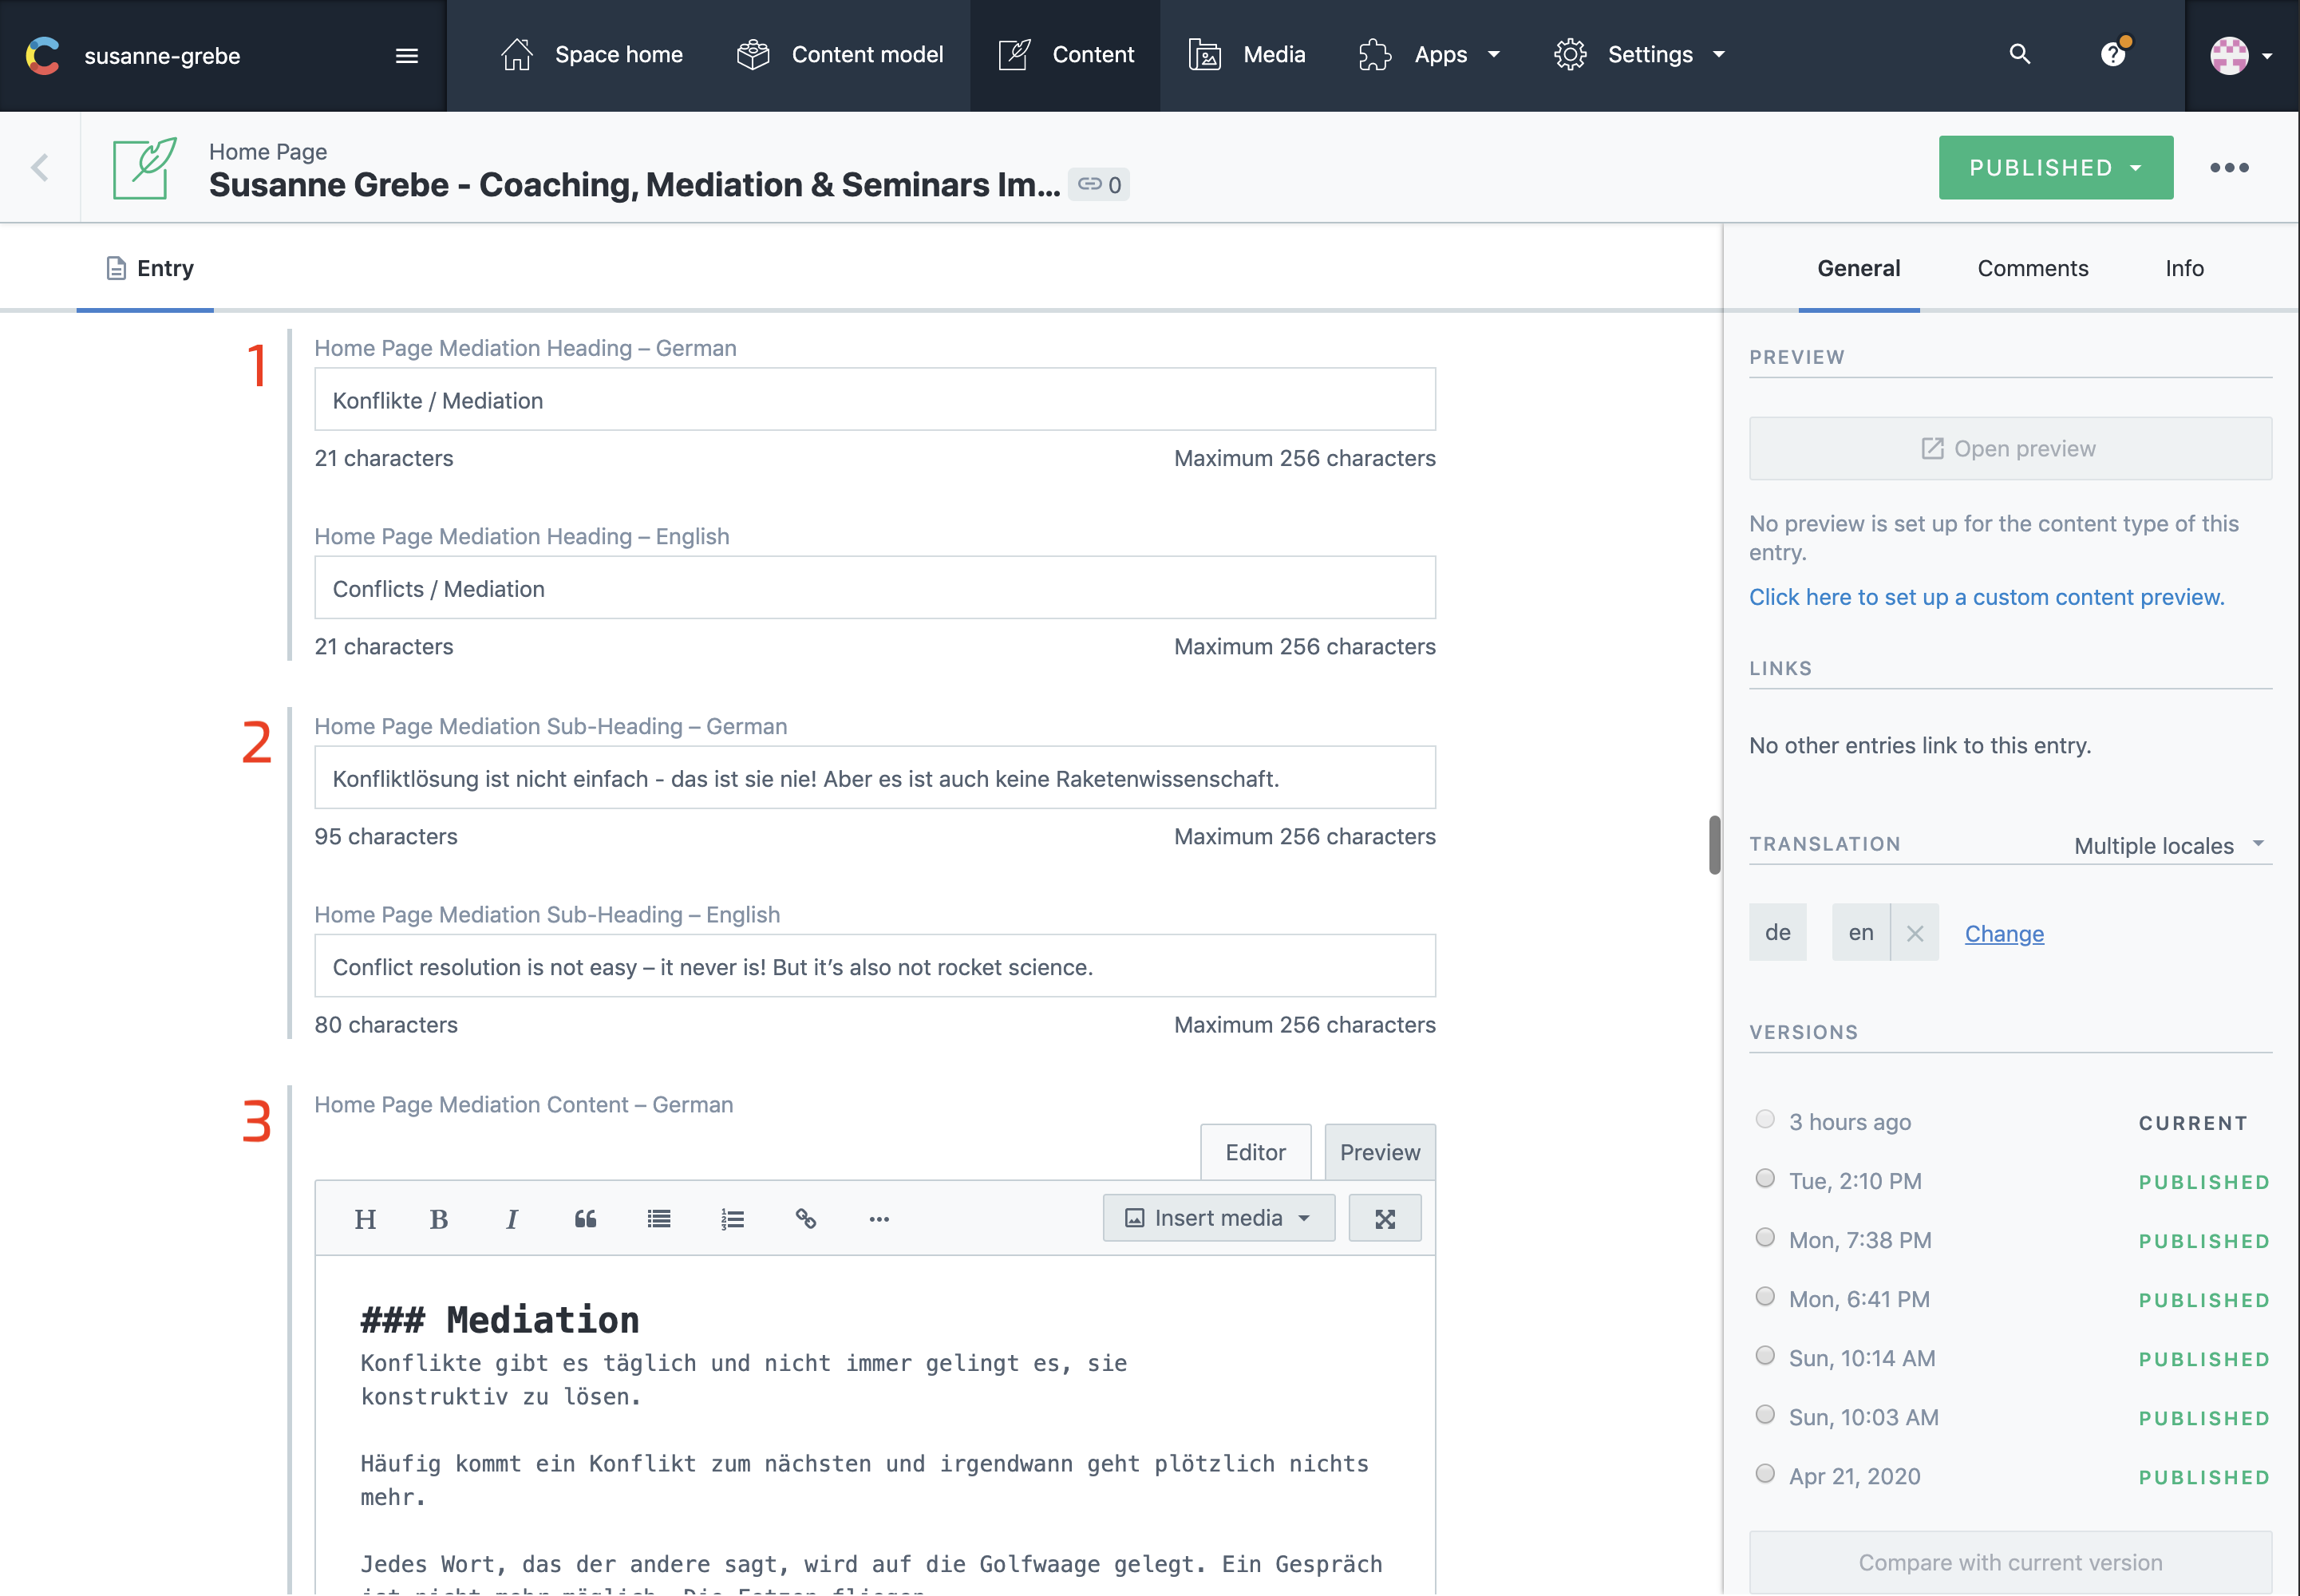 susanne-grebe
Space home
Content model
Content
Media
Apps
Settings
Home Page
Susanne Grebe - Coaching, Mediation & Seminars Im...
0
PUBLISHED
Entry
General
Comments
Info
1
Home Page Mediation Heading – German
Konflikte / Mediation
21 characters
Maximum 256 characters
Home Page Mediation Heading – English
Conflicts / Mediation
21 characters
Maximum 256 characters
2
Home Page Mediation Sub-Heading – German
Konfliktlösung ist nicht einfach - das ist sie nie! Aber es ist auch keine Raketenwissenschaft.
95 characters
Maximum 256 characters
Home Page Mediation Sub-Heading – English
Conflict resolution is not easy – it never is! But it’s also not rocket science.
80 characters
Maximum 256 characters
3
Home Page Mediation Content – German
Editor
Preview
H
B
I
Insert media
### Mediation
Konflikte gibt es täglich und nicht immer gelingt es, sie
konstruktiv zu lösen.
Häufig kommt ein Konflikt zum nächsten und irgendwann geht plötzlich nichts
mehr.
Jedes Wort, das der andere sagt, wird auf die Golfwaage gelegt. Ein Gespräch
ist nicht mehr möglich. Die Fetzen fliegen
PREVIEW
Open preview
No preview is set up for the content type of this
entry.
Click here to set up a custom content preview.
LINKS
No other entries link to this entry.
TRANSLATION
Multiple locales
de
en
Change
VERSIONS
3 hours ago
CURRENT
Tue, 2:10 PM
PUBLISHED
Mon, 7:38 PM
PUBLISHED
Mon, 6:41 PM
PUBLISHED
Sun, 10:14 AM
PUBLISHED
Sun, 10:03 AM
PUBLISHED
Apr 21, 2020
PUBLISHED
Compare with current version